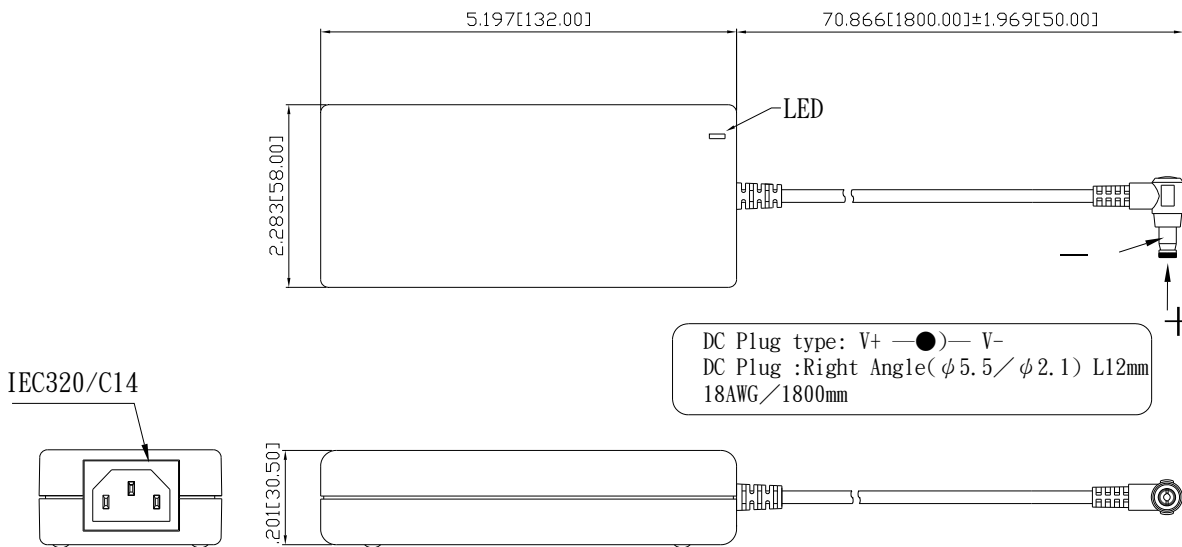 5.197[132.00]
70.866[1800.00]±1.969[50.00]
LED
2.283[58.00]
—
+
DC Plug type: V+ —●)— V-
DC Plug :Right Angle(φ5.5／φ2.1) L12mm
18AWG／1800mm
IEC320/C14
.201[30.50]